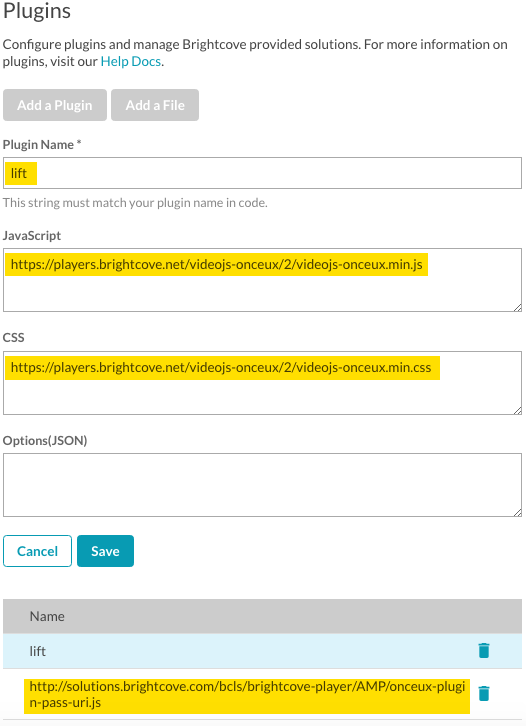 Plugins
Configure plugins and manage Brightcove provided solutions. For more information on
plugins, visit our Help Docs.
Add a Plugin Add a File
Plugin Name *
lift
This string must match your plugin name in code.
JavaScript
https://players.brightcove.net/videojs-onceux/2/videojs-onceux.min.js
CSS
https://players.brightcove.net/videojs-onceux/2/videojs-onceux.min.css
Options(JSON)
Cancel Save
Name
lift
http://solutions.brightcove.com/bcls/brightcove-player/AMP/onceux-plugi
n-pass-uri.js